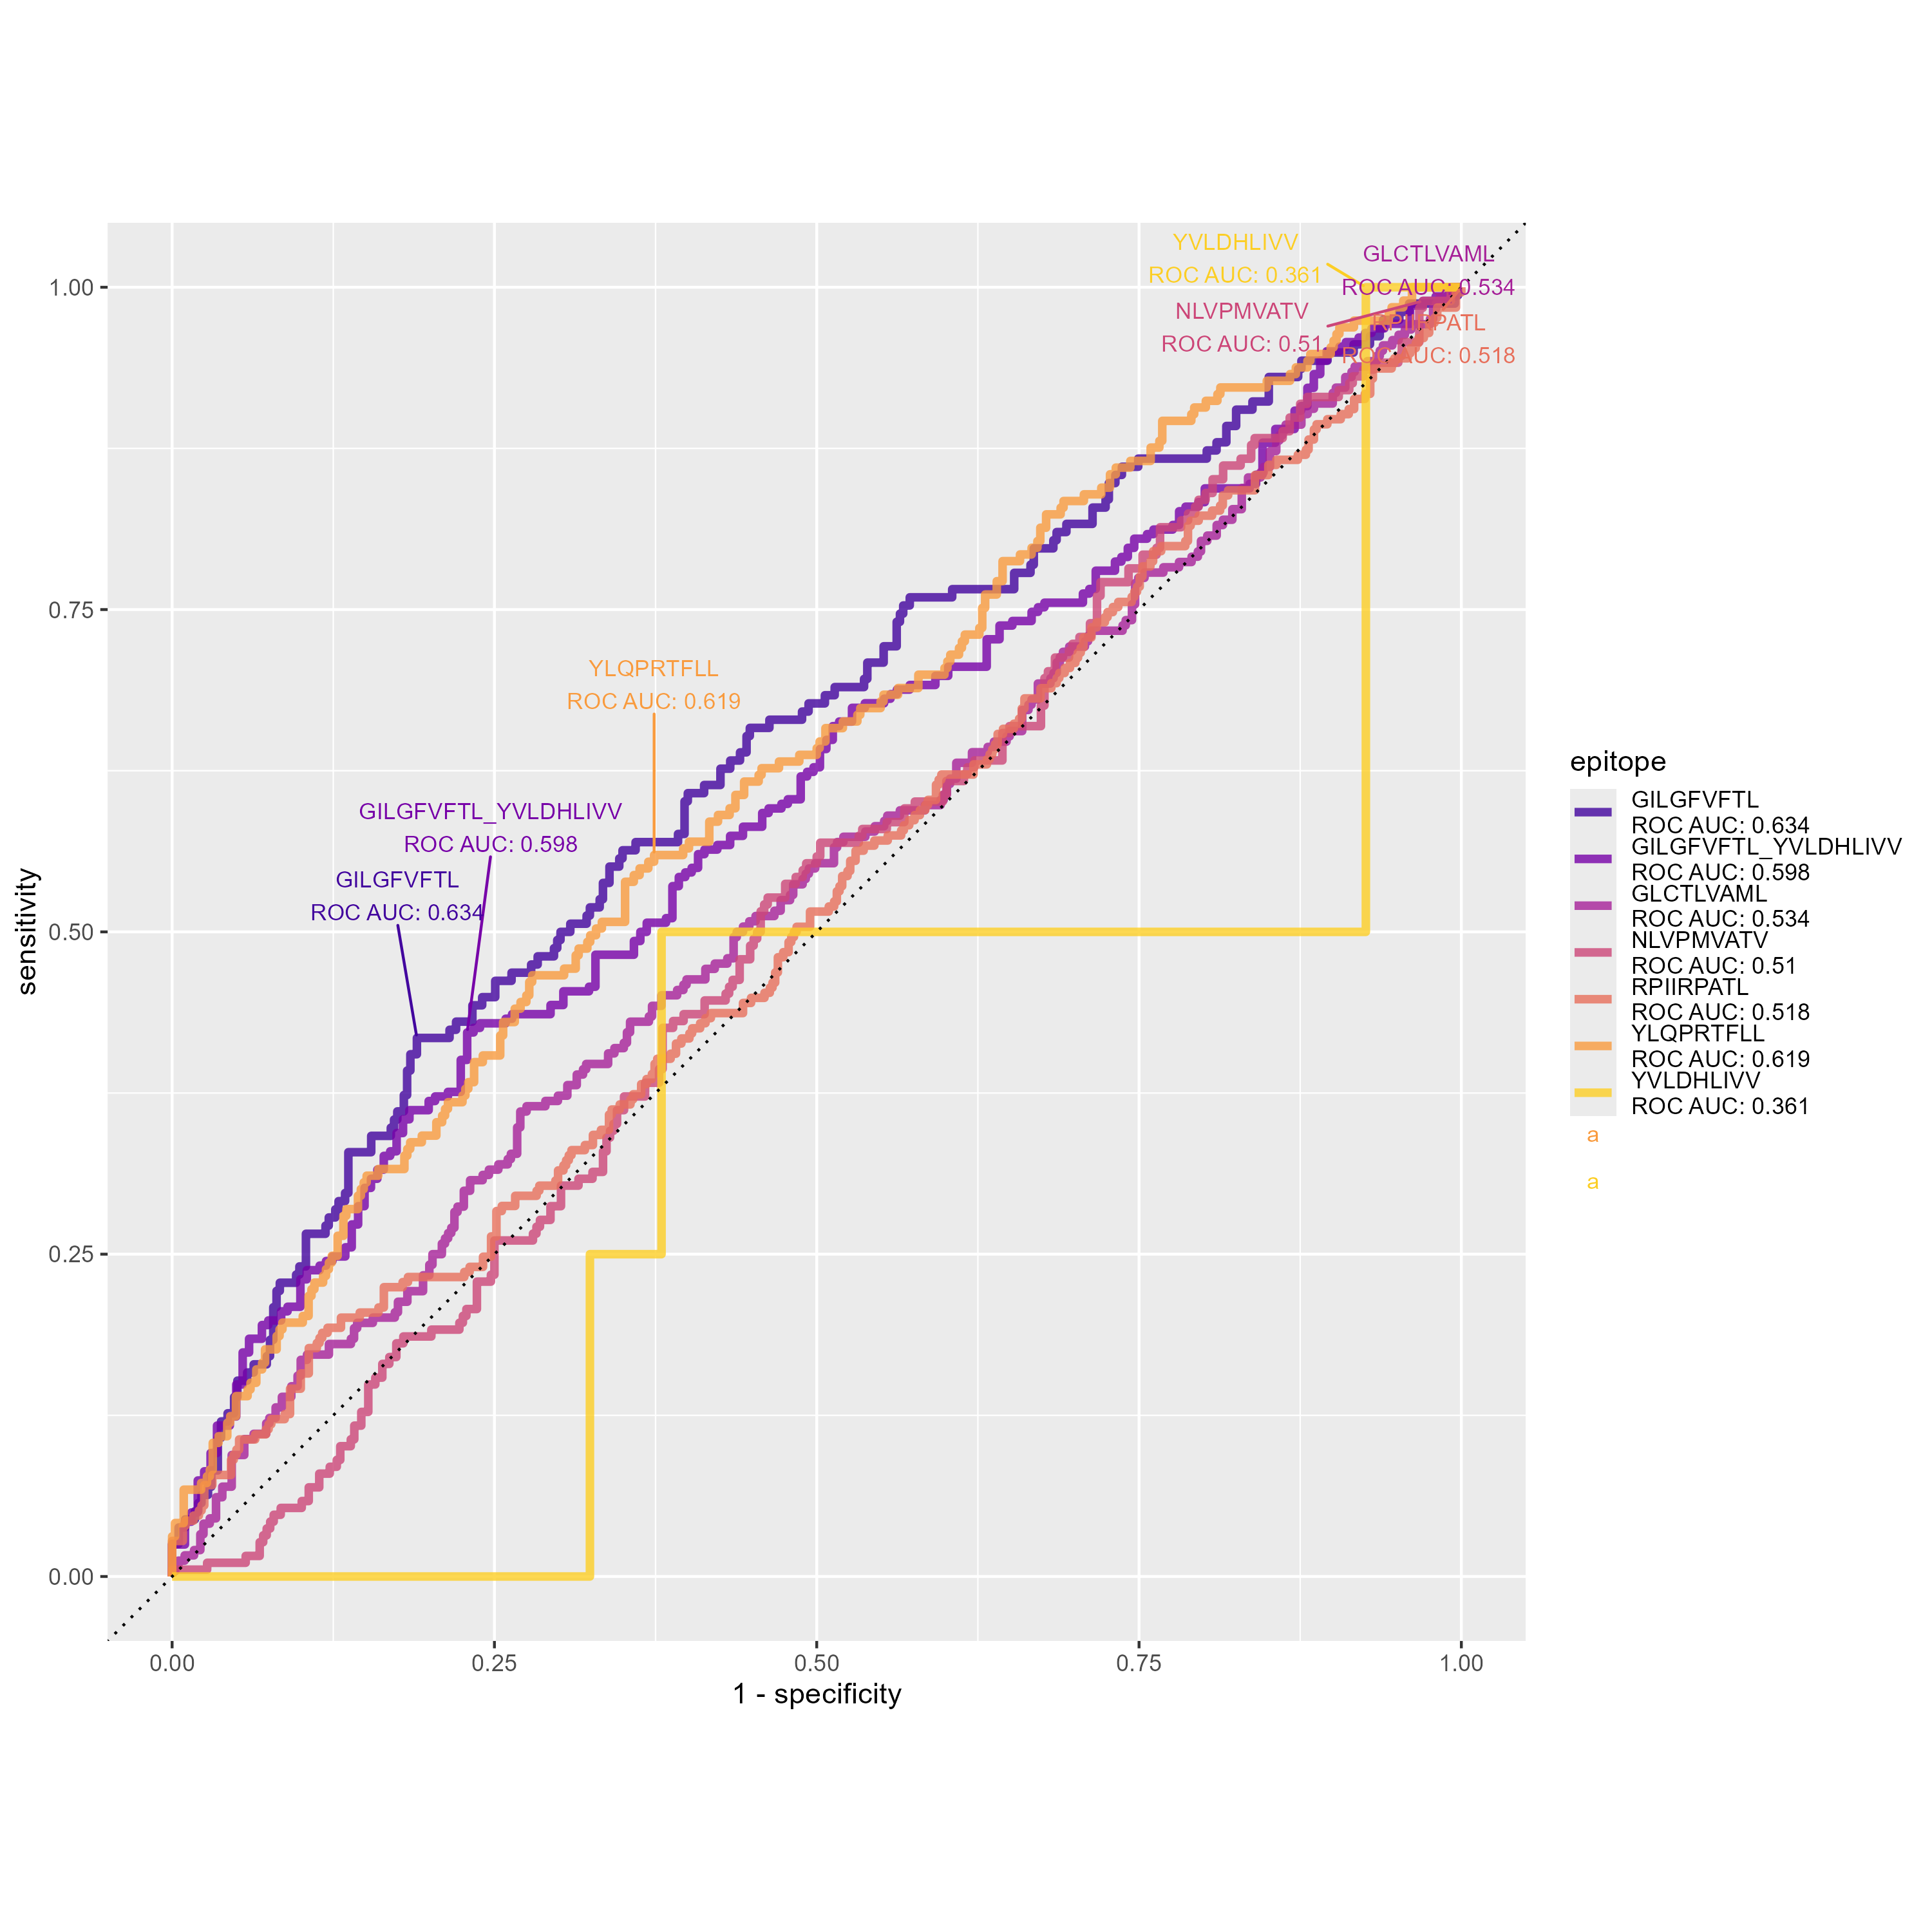 YVLDHLIVV
ROC AUC: 0.361
GLCTLVAML
ROC AUC: 0.534
NLVPMVATV
ROC AUC: 0.51
RPIIRPATL
ROC AUC: 0.518
YLQPRTFLL
ROC AUC: 0.619
GILGFVFTL_YVLDHLIVV
ROC AUC: 0.598
GILGFVFTL
ROC AUC: 0.634
1.00
0.75
0.50
0.25
0.00
sensitivity
0.00
0.25
0.50
0.75
1.00
1 - specificity
epitope
GILGFVFTL
ROC AUC: 0.634
GILGFVFTL_YVLDHLIVV
ROC AUC: 0.598
GLCTLVAML
ROC AUC: 0.534
NLVPMVATV
ROC AUC: 0.51
RPIIRPATL
ROC AUC: 0.518
YLQPRTFLL
ROC AUC: 0.619
YVLDHLIVV
ROC AUC: 0.361
a
a